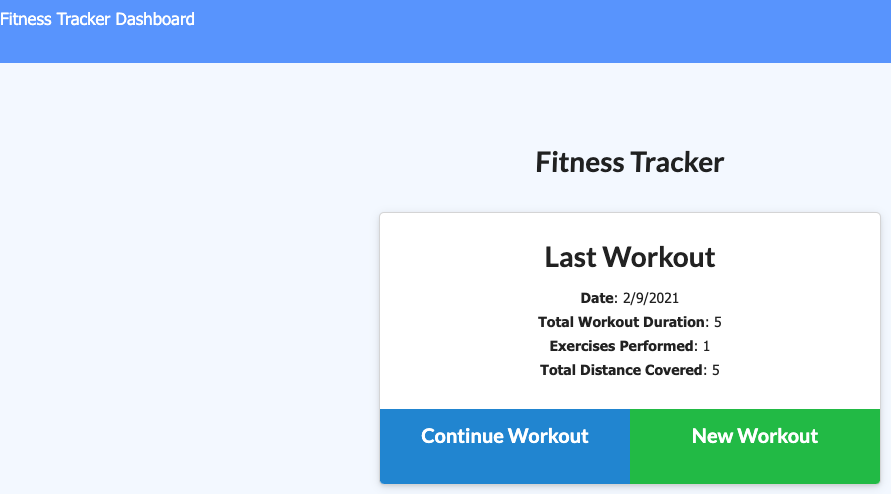 Fitness Tracker Dashboard
Fitness Tracker
Last Workout
Date: 2/9/2021
Total Workout Duration: 5
Exercises Performed: 1
Total Distance Covered: 5
Continue Workout New Workout